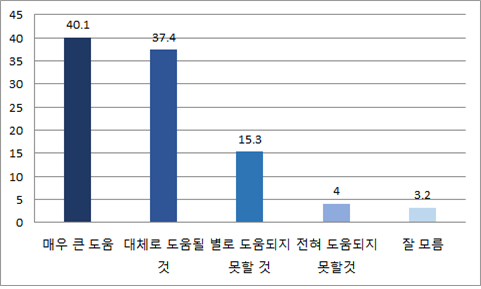 45
40
35
30
25
20
15
10
5
0
40.1
37.4
15.3
4
3.2
매우 큰 도움
대체로 도움될
것
별로 도움되지
못할 것
전혀 도움되지
못할것
잘 모름